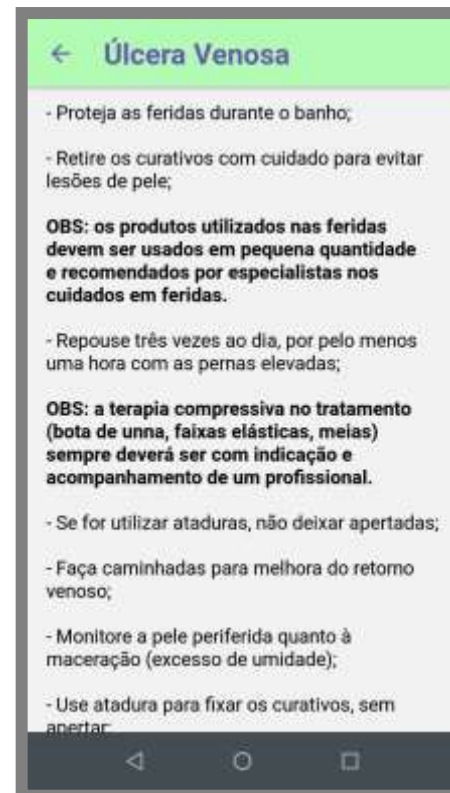 Úlcera Venosa
- Proteja as feridas durante o banho;
- Retire os curativos com cuidado para evitar
lesões de pele;
OBS: os produtos utilizados nas feridas
devem ser usados em pequena quantidade
e recomendados por especialistas nos
cuidados em feridas.
- Repouse três vezes ao dia, por pelo menos
uma hora com as pernas elevadas;
OBS: a terapia compressiva no tratamento
(bota de unna, faixas elásticas, meias)
sempre deverá ser com indicação e
acompanhamento de um profissional.
- Se for utilizar ataduras, não deixar apertadas;
- Faça caminhadas para melhora do retorno
venoso;
- Monitore a pele periferida quanto à
maceração (excesso de umidade);
- Use atadura para fixar os curativos, sem
apertar;